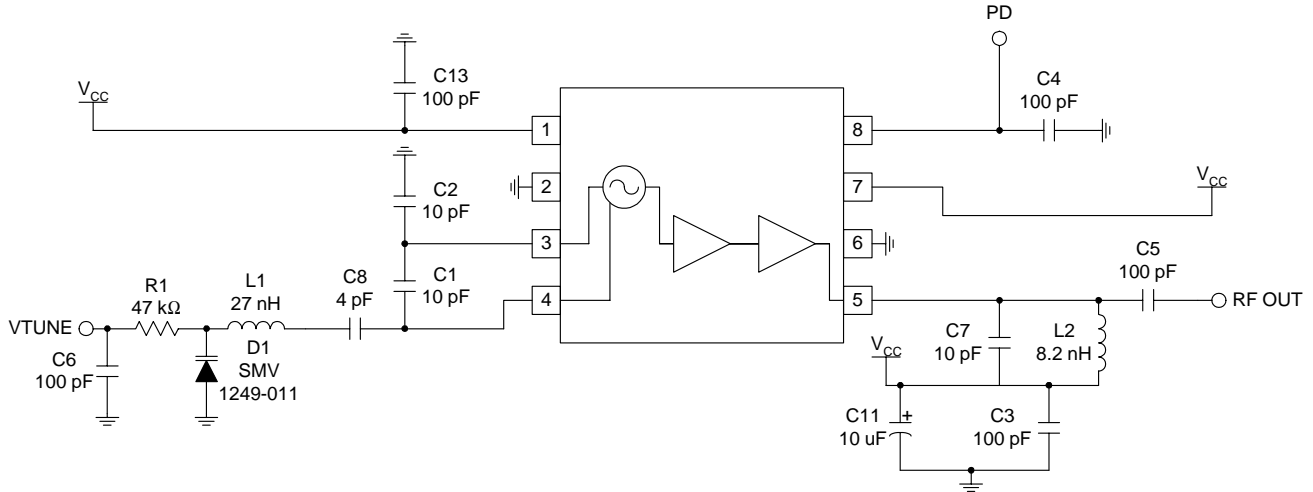 PD
C13
100 pF
C4
100 pF
VCC
1
8
C2
10 pF
2
7
VCC
3
6
C1
10 pF
C5
100 pF
R1
47 kΩ
L1
27 nH
C8
4 pF
4
5
RF OUT
VTUNE
C6
100 pF
D1
SMV
1249-011
VCC
C7
10 pF
L2
8.2 nH
C11
10 uF
+
C3
100 pF